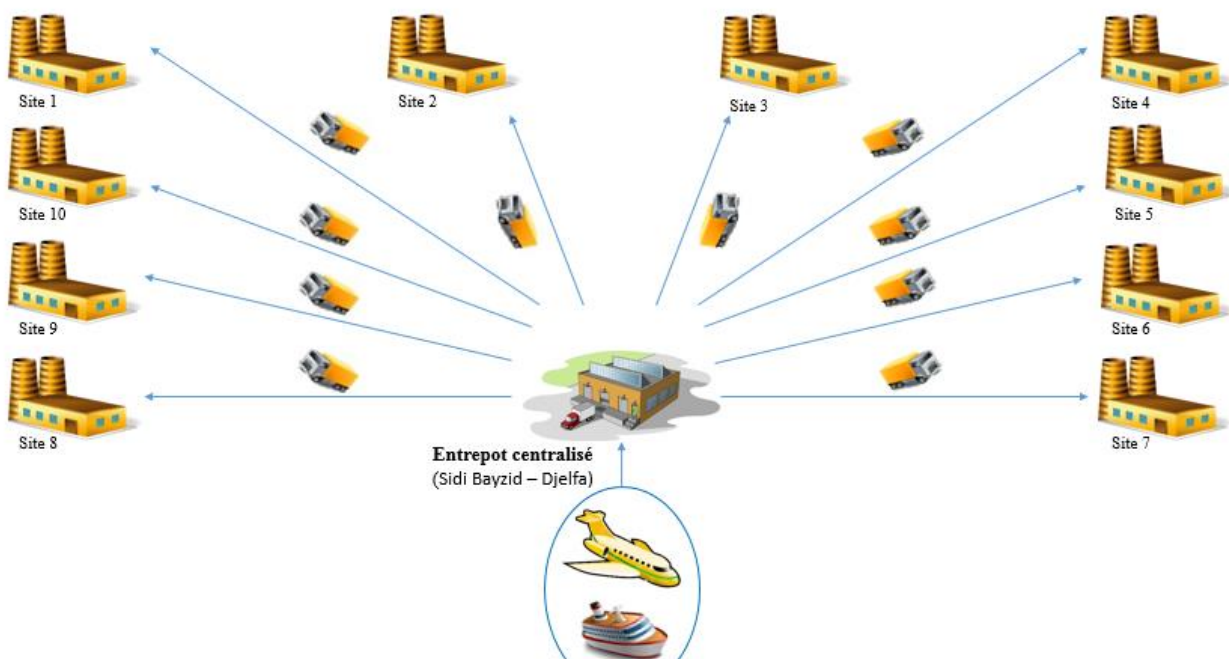 Site 1
Site 2
Site 3
Site 4
Site 10
Site 5
Site 9
Site 6
Site 8
Site 7
Entrepot centralisé
(Sidi Bayzid – Djelfa)